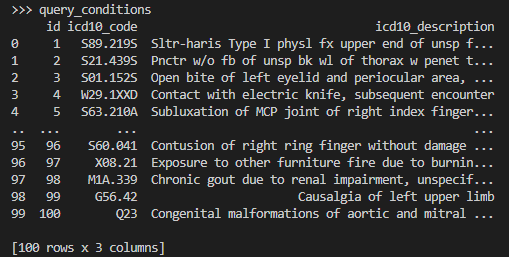 >>> query_conditions
id icd10_code icd10_description
0 1 S89.219S Sltr-haris Type I physl fx upper end of unsp f...
1 2 S21.439S Pnctr w/o fb of unsp bk wl of thorax w penet t...
2 3 S01.152S Open bite of left eyelid and periocular area, ...
3 4 W29.1XXD Contact with electric knife, subsequent encounter
4 5 S63.210A Subluxation of MCP joint of right index finger...
.. ... ... ...
95 96 S60.041 Contusion of right ring finger without damage ...
96 97 X08.21 Exposure to other furniture fire due to burnin...
97 98 M1A.339 Chronic gout due to renal impairment, unspecif...
98 99 G56.42 Causalgia of left upper limb
99 100 Q23 Congenital malformations of aortic and mitral ...
[100 rows x 3 columns]